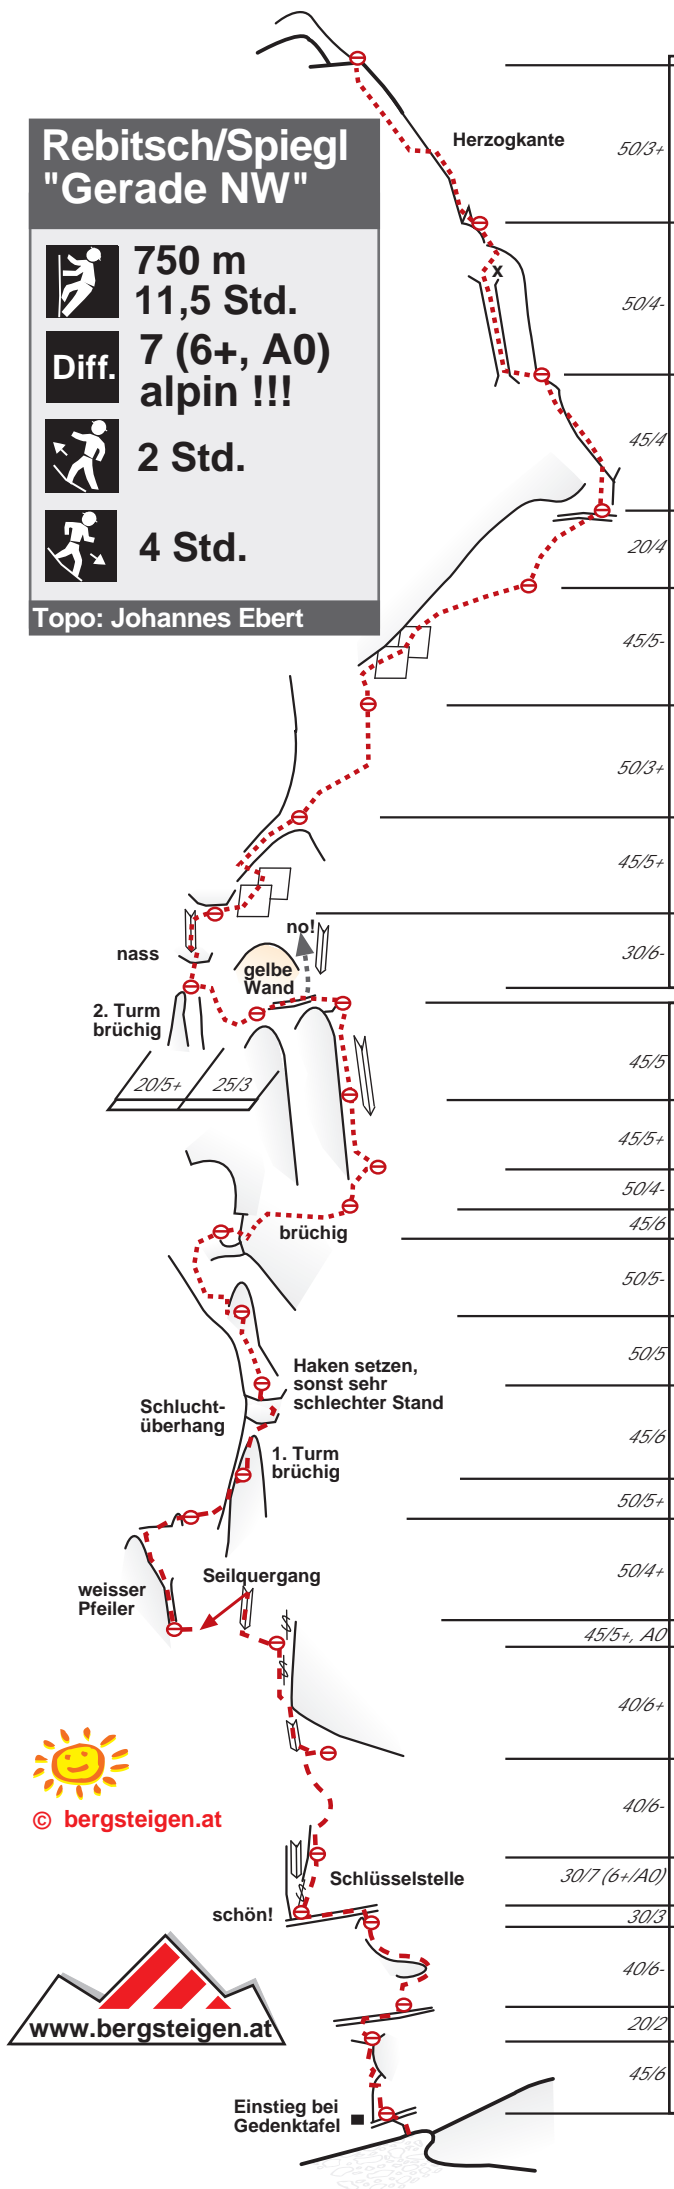 Herzogkante
50/3+
Rebitsch/Spiegl
"Gerade NW"
750 m
11,5 Std.
Diff.
7 (6+, A0)
alpin !!!
2 Std.
4 Std.
Topo: Johannes Ebert
x
50/4-
45/4
20/4
45/5-
50/3+
45/5+
30/6-
no!
nass
gelbe
Wand
2. Turm
brüchig
20/5+
25/3
45/5
45/5+
50/4-
45/6
brüchig
50/5-
50/5
Haken setzen,
sonst sehr
schlechter Stand
Schlucht-
überhang
45/6
1. Turm
brüchig
50/5+
50/4+
Seilquergang
weisser
Pfeiler
45/5+, A0
40/6+
40/6-
© bergsteigen.at
Schlüsselstelle
30/7 (6+/A0)
schön!
30/3
40/6-
www.bergsteigen.at
20/2
45/6
Einstieg bei
Gedenktafel